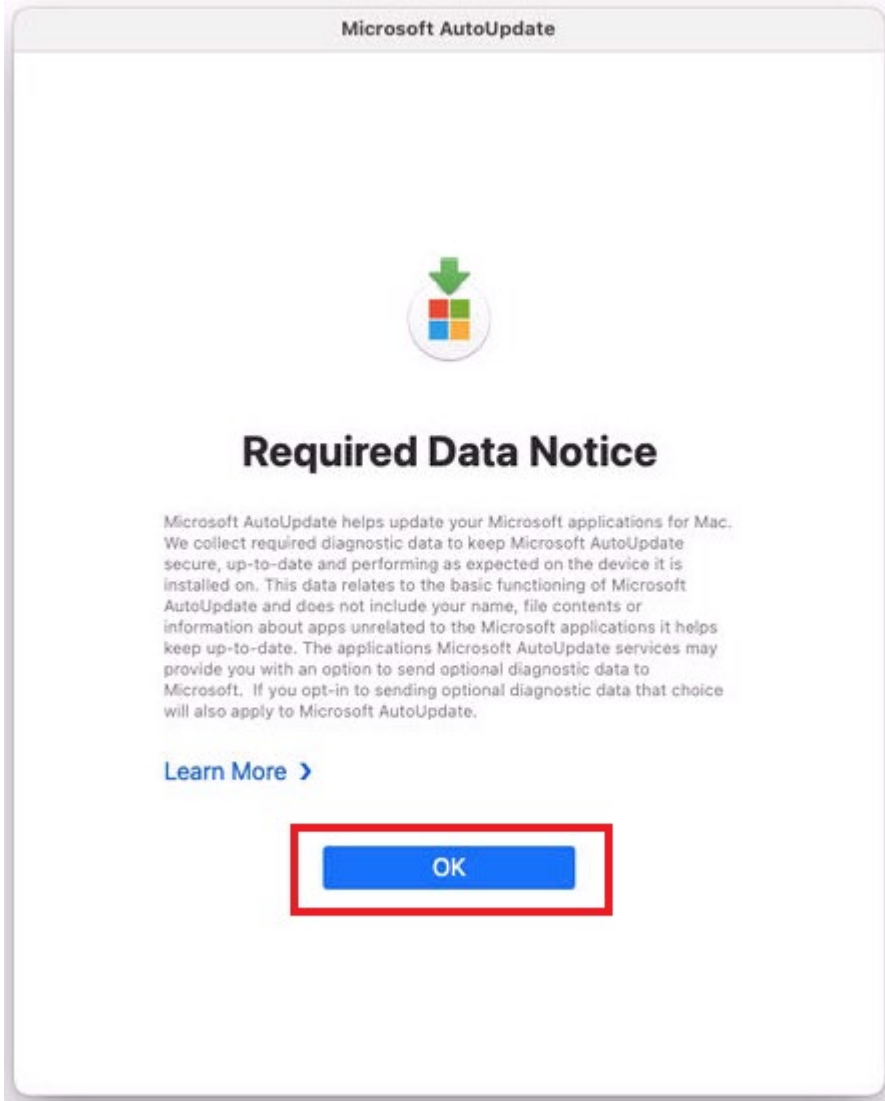 Microsoft AutoUpdate
Required Data Notice
Microsoft AutoUpdate helps update your Microsoft applications for Mac.
We collect required diagnostic data to keep Microsoft AutoUpdate
secure, up-to-date and performing as expected on the device it is
installed on. This data relates to the basic functioning of Microsoft
AutoUpdate and does not include your name, file contents or
information about apps unrelated to the Microsoft applications it helps
keep up-to-date. The applications Microsoft AutoUpdate services may
provide you with an option to send optional diagnostic data to
Microsoft.  If you opt-in to sending optional diagnostic data that choice
will also apply to Microsoft AutoUpdate.
Learn More ❯
OK